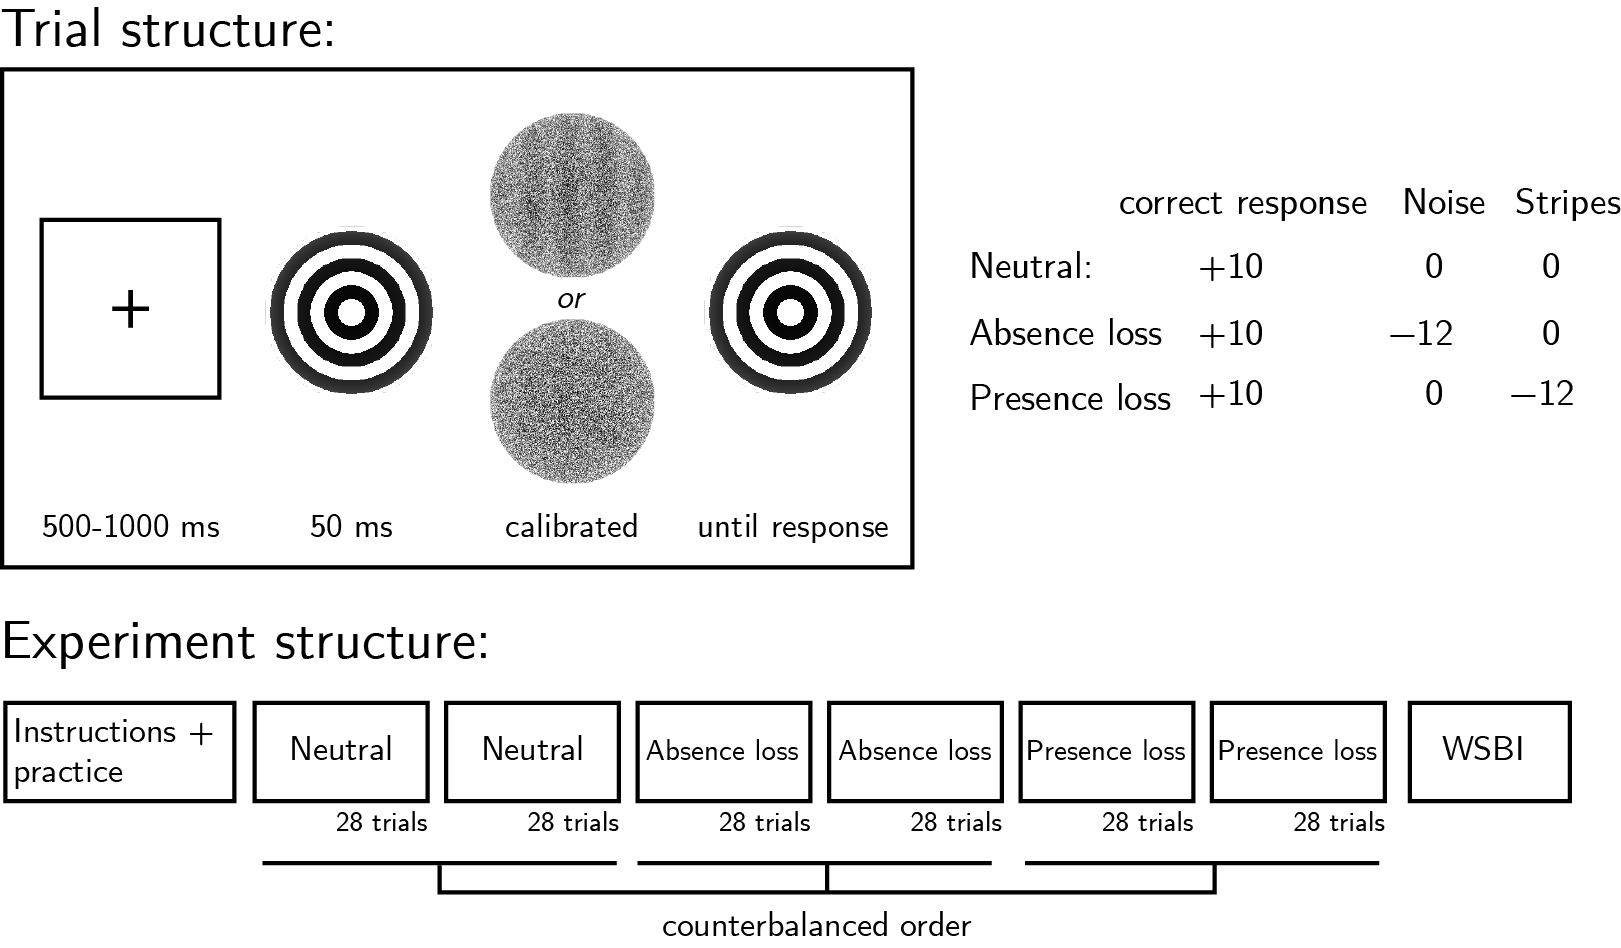 Trial structure:
+
or
500-1000 ms 50 ms calibrated until response
correct response Noise Stripes
Neutral: +10 0 0
Absence loss +10 −12 0
Presence loss +10 0 −12
Experiment structure:
Instructions +
practice
Neutral
Neutral
Absence loss
Absence loss
Presence loss
Presence loss
WSBI
28 trials 28 trials 28 trials 28 trials 28 trials 28 trials
counterbalanced order